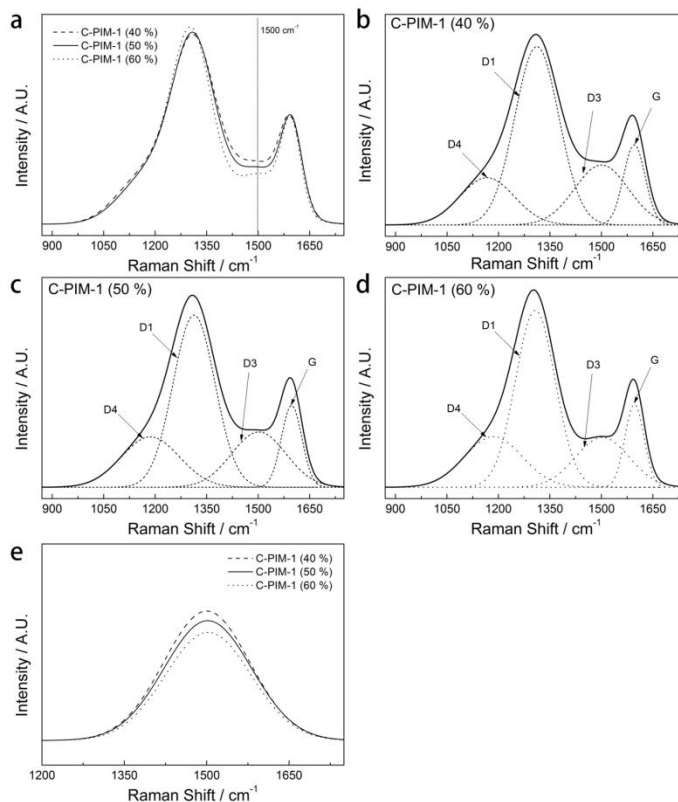 a
C-PIM-1 (40 %)
C-PIM-1 (50 %)
C-PIM-1 (60 %)
1500 cm-1
Intensity / A.U.
900 1050 1200 1350 1500 1650
Raman Shift / cm-1
b
C-PIM-1 (40 %)
D1
D3
G
D4
Intensity / A.U.
900 1050 1200 1350 1500 1650
Raman Shift / cm-1
c
C-PIM-1 (50 %)
D1
D3
G
D4
Intensity / A.U.
900 1050 1200 1350 1500 1650
Raman Shift / cm-1
d
C-PIM-1 (60 %)
D1
D3
G
D4
Intensity / A.U.
900 1050 1200 1350 1500 1650
Raman Shift / cm-1
e
C-PIM-1 (40 %)
C-PIM-1 (50 %)
C-PIM-1 (60 %)
Intensity / A.U.
1200 1350 1500 1650
Raman Shift / cm-1